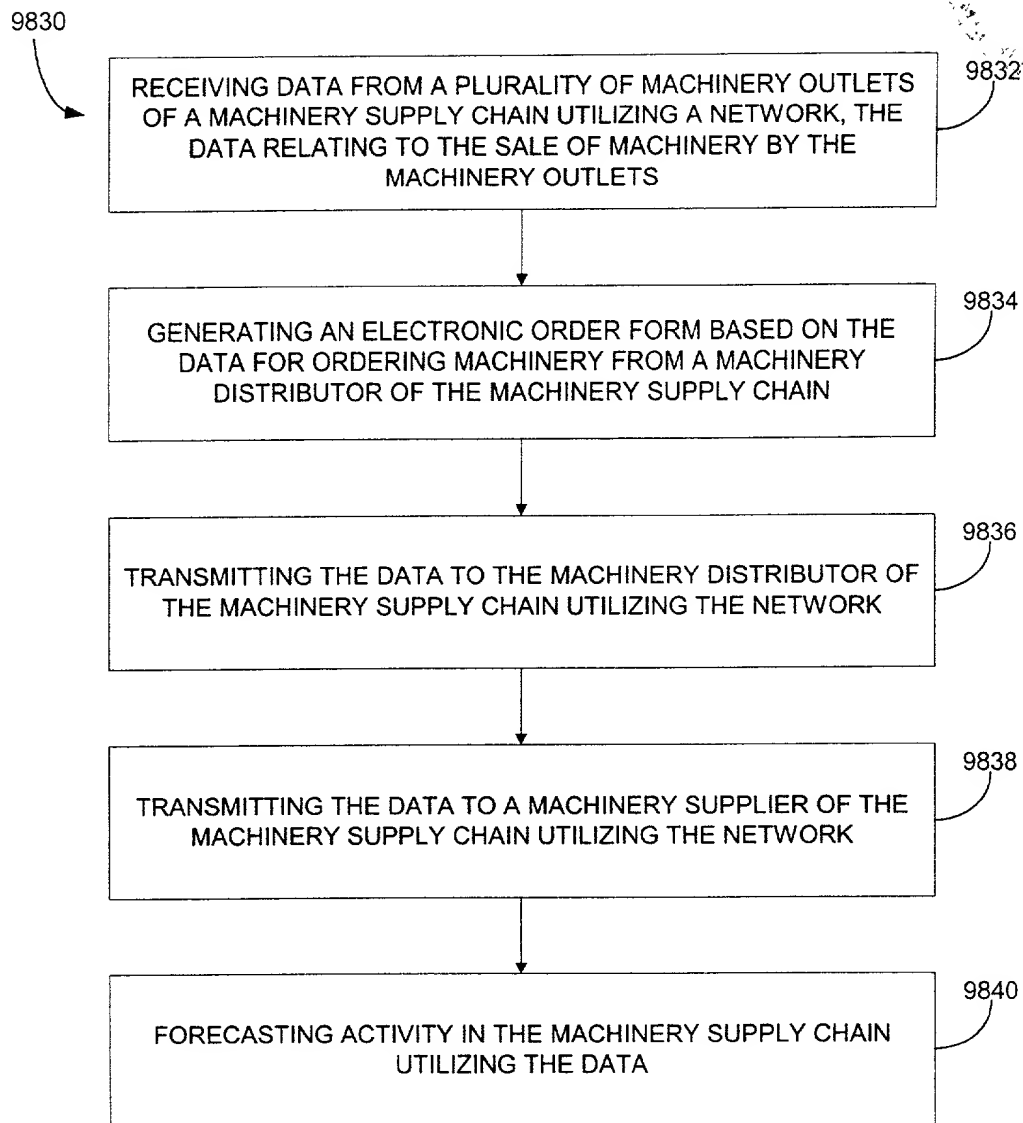 9830
9832
RECEIVING DATA FROM A PLURALITY OF MACHINERY OUTLETS
OF A MACHINERY SUPPLY CHAIN UTILIZING A NETWORK, THE
DATA RELATING TO THE SALE OF MACHINERY BY THE
MACHINERY OUTLETS
9834
GENERATING AN ELECTRONIC ORDER FORM BASED ON THE
DATA FOR ORDERING MACHINERY FROM A MACHINERY
DISTRIBUTOR OF THE MACHINERY SUPPLY CHAIN
9836
TRANSMITTING THE DATA TO THE MACHINERY DISTRIBUTOR OF
THE MACHINERY SUPPLY CHAIN UTILIZING THE NETWORK
9838
TRANSMITTING THE DATA TO A MACHINERY SUPPLIER OF THE
MACHINERY SUPPLY CHAIN UTILIZING THE NETWORK
9840
FORECASTING ACTIVITY IN THE MACHINERY SUPPLY CHAIN
UTILIZING THE DATA